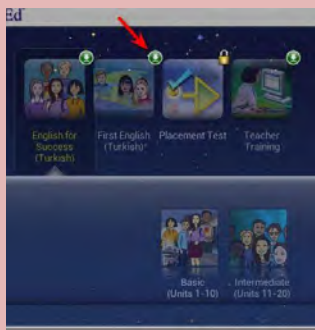 Ed
English for
Success
(Turkish)
First English
(Turkish)
Placement Test
Teacher
Training
Basic
(Units 1-10)
Intermediate
(Units 11-20)